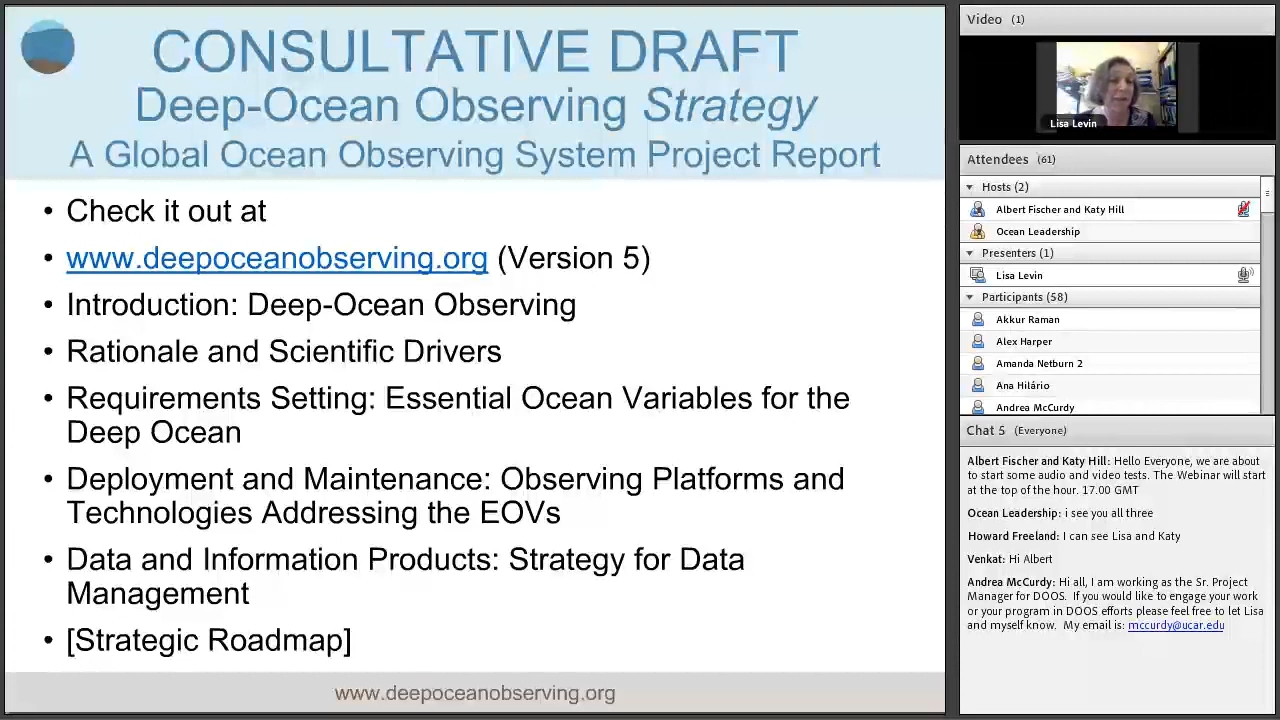 CONSULTATIVE DRAFT
Deep-Ocean Observing Strategy
A Global Ocean Observing System Project Report
• Check it out at
• www.deepoceanobserving.org (Version 5)
• Introduction: Deep-Ocean Observing
• Rationale and Scientific Drivers
• Requirements Setting: Essential Ocean Variables for the
Deep Ocean
• Deployment and Maintenance: Observing Platforms and
Technologies Addressing the EOVs
• Data and Information Products: Strategy for Data
Management
• [Strategic Roadmap]
www.deepoceanobserving.org
Video (1)
Lisa Levin
Attendees (61)
Hosts (2)
Albert Fischer and Katy Hill
Ocean Leadership
Presenters (1)
Lisa Levin
Participants (58)
Akkur Raman
Alex Harper
Amanda Netburn 2
Ana Hilário
Andrea McCurdy
Chat 5 (Everyone)
Albert Fischer and Katy Hill: Hello Everyone, we are about
to start some audio and video tests. The Webinar will start
at the top of the hour. 17.00 GMT
Ocean Leadership: i see you all three
Howard Freeland: I can see Lisa and Katy
Venkat: Hi Albert
Andrea McCurdy: Hi all, I am working as the Sr. Project
Manager for DOOS. If you would like to engage your work
or your program in DOOS efforts please feel free to let Lisa
and myself know. My email is: mccurdy@ucar.edu